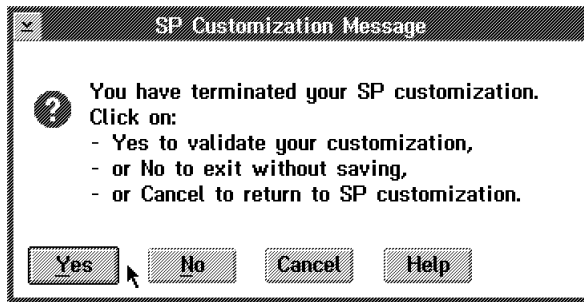 SP Customization Message
You have terminated your SP customization.
Click on:
- Yes to validate your customization,
- or No to exit without saving,
- or Cancel to return to SP customization.
Yes No Cancel Help